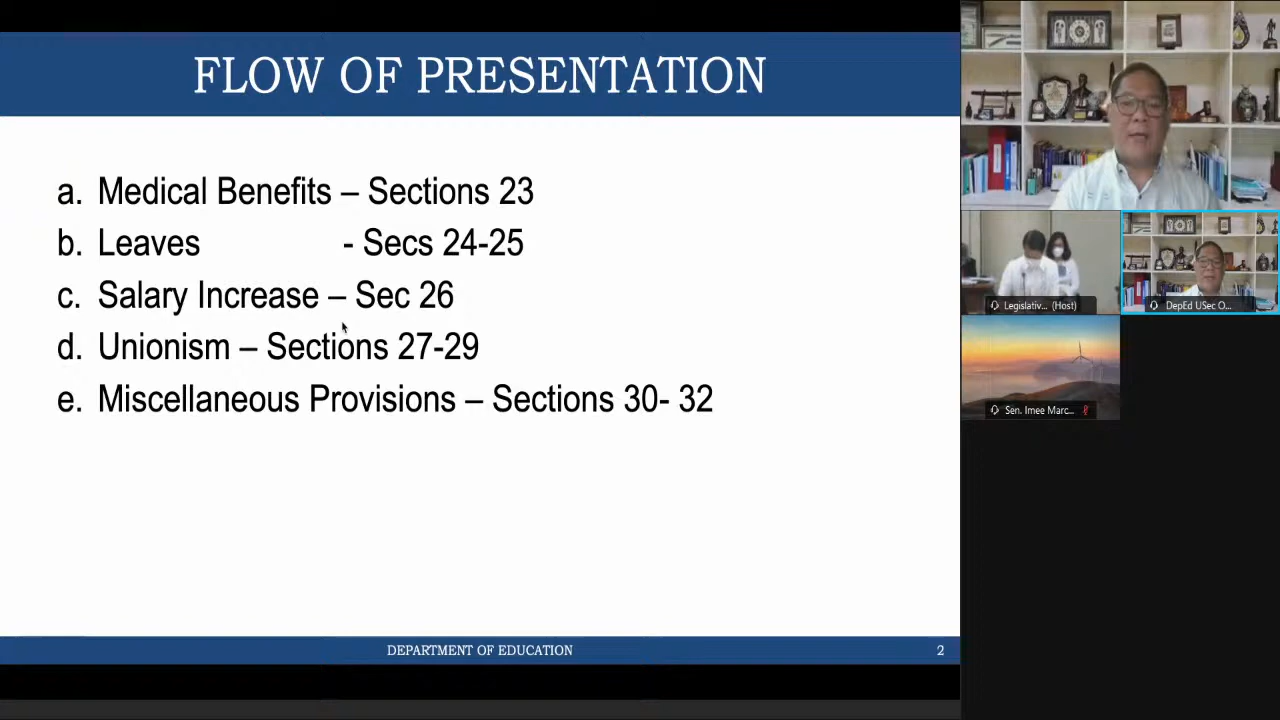 FLOW OF PRESENTATION
a. Medical Benefits – Sections 23
b. Leaves - Secs 24-25
c. Salary Increase – Sec 26
d. Unionism – Sections 27-29
e. Miscellaneous Provisions – Sections 30- 32
DEPARTMENT OF EDUCATION 2
Legislativ... (Host)
DepEd USec O...
Sen. Imee Marc...